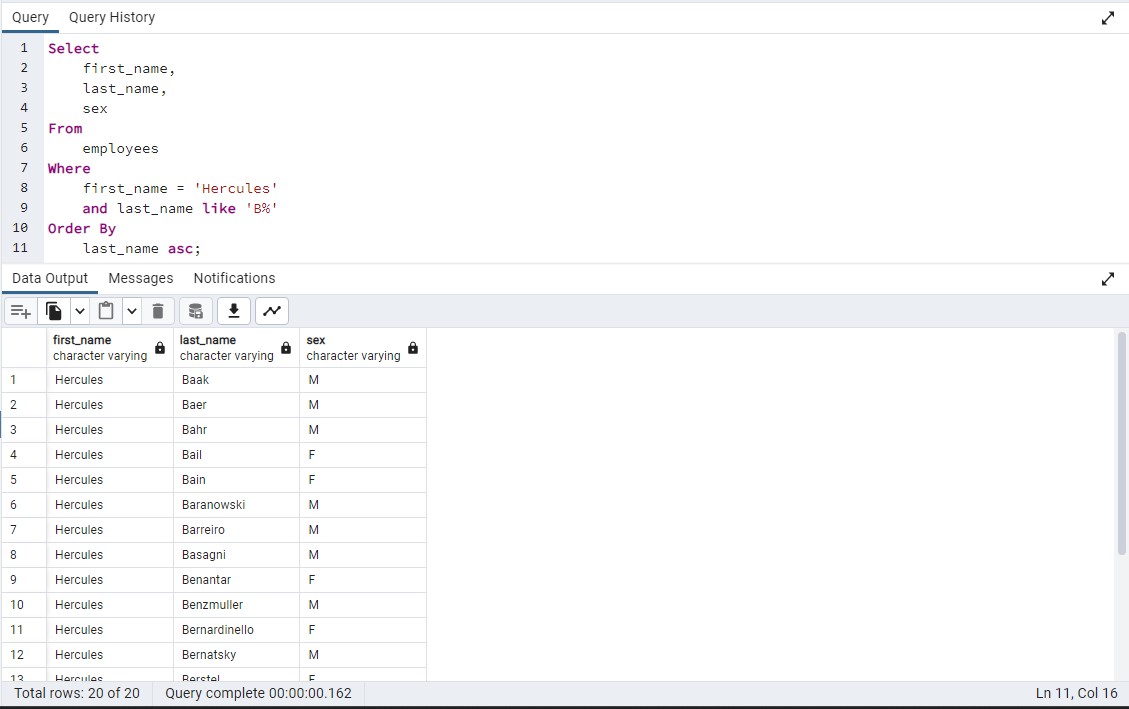 Query Query History
1 Select
2 first_name,
3 last_name,
4 sex
5 From
6 employees
7 Where
8 first_name = 'Hercules'
9 and last_name like 'B%'
10 Order By
11 last_name asc;
Data Output Messages Notifications
first_name last_name sex
character varying character varying character varying
1 Hercules Baak M
2 Hercules Baer M
3 Hercules Bahr M
4 Hercules Bail F
5 Hercules Bain F
6 Hercules Baranowski M
7 Hercules Barreiro M
8 Hercules Basagni M
9 Hercules Benantar F
10 Hercules Benzmuller M
11 Hercules Bernardinello F
12 Hercules Bernatsky M
13 Hercules Berstel F
Total rows: 20 of 20 Query complete 00:00:00.162 Ln 11, Col 16